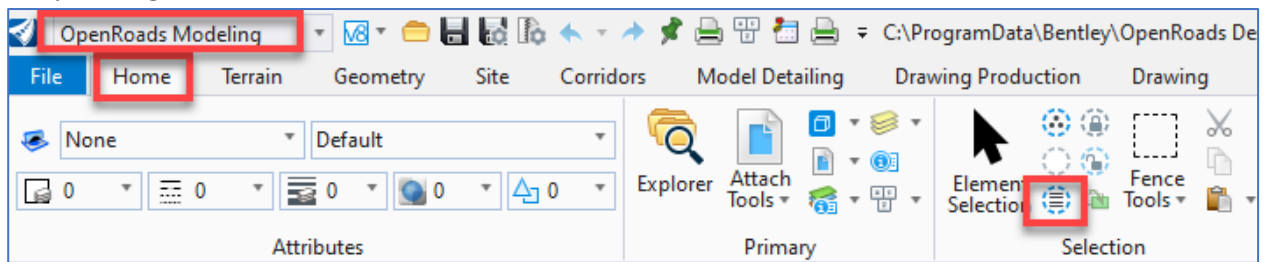 OpenRoads Modeling C:\ProgramData\Bentley\OpenRoads De
File Home Terrain Geometry Site Corridors Model Detailing Drawing Production Drawing
None Default
0 0 0 0 0
Explorer Attach Tools Element Selection Fence Tools
Attributes Primary Selection